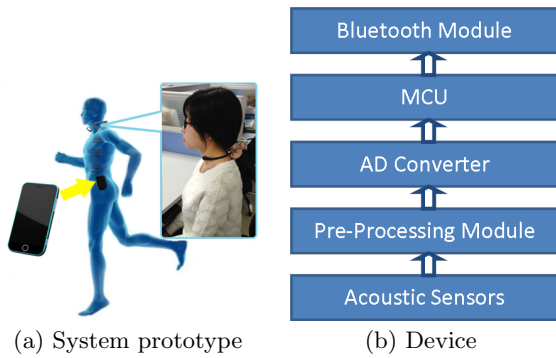 Bluetooth Module
MCU
AD Converter
Pre-Processing Module
Acoustic Sensors
(a) System prototype
(b) Device